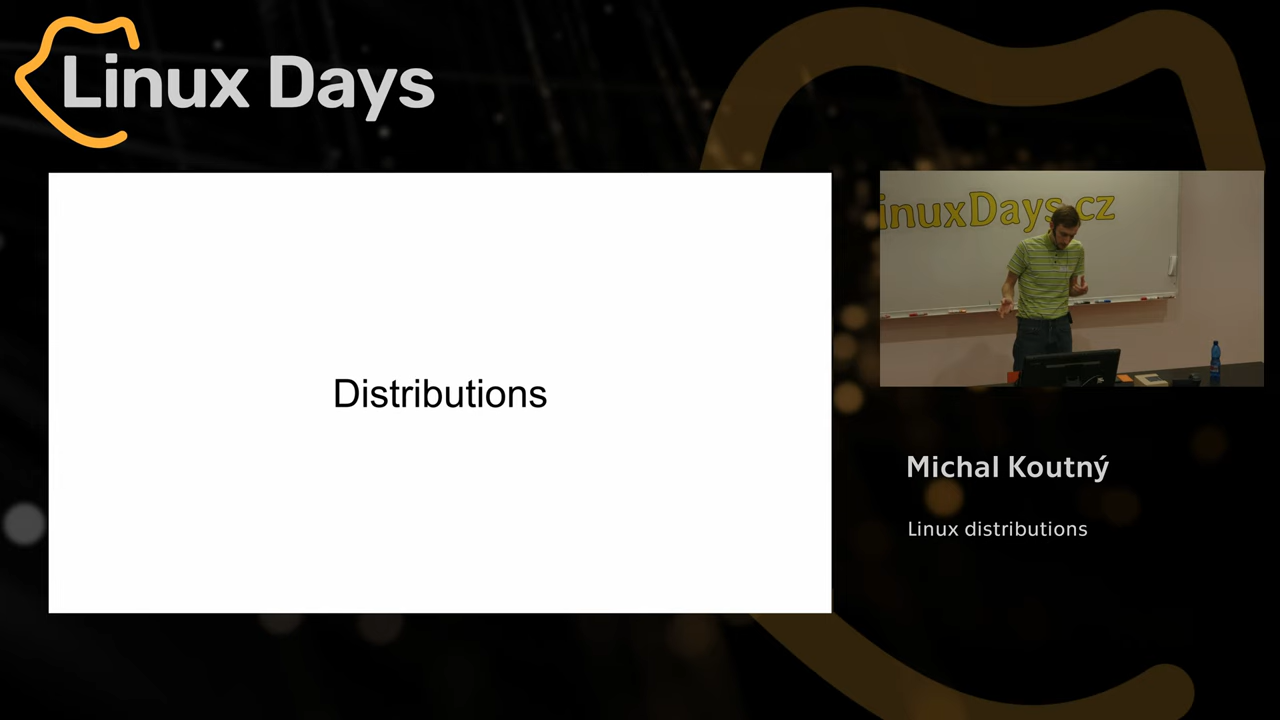 Linux Days
Distributions
inuxDays.cz
Michal Koutný
Linux distributions